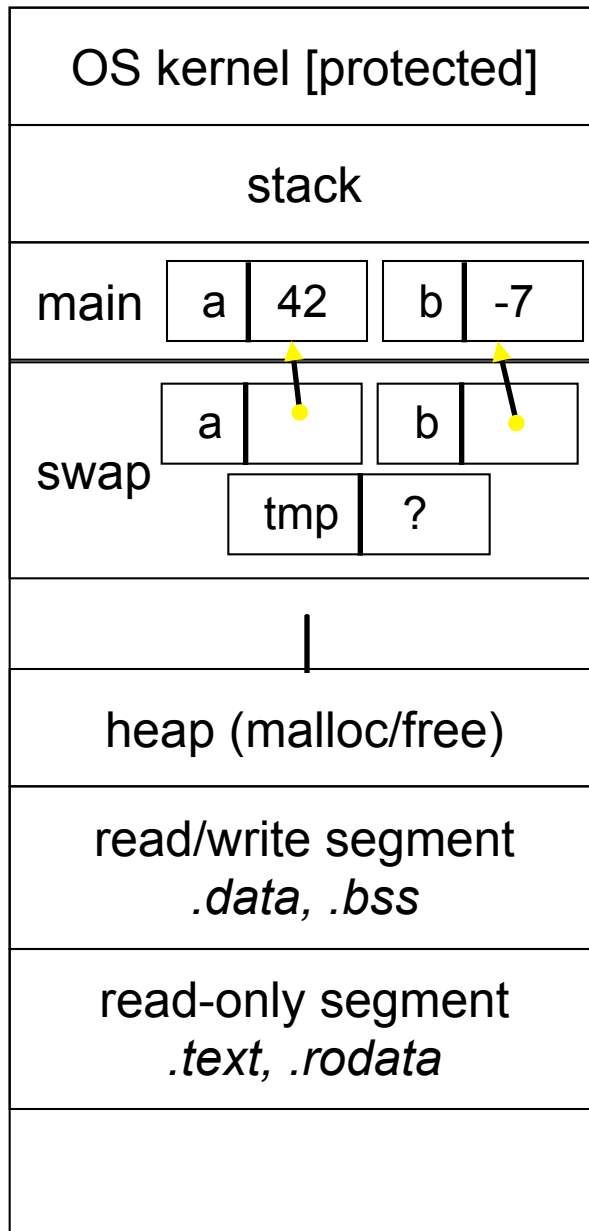 OS kernel [protected]
stack
main a 42 b -7
a b
swap
tmp ?
heap (malloc/free)
read/write segment
.data, .bss
read-only segment
.text, .rodata